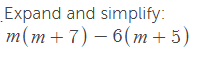 Expand and simplify:
m(m + 7) − 6(m + 5)